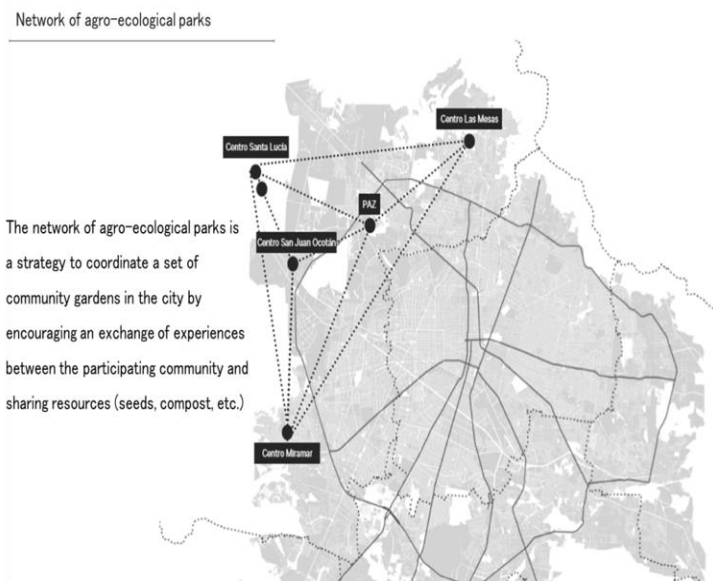 Network of agro-ecological parks
Centro Las Mesas
Centro Santa Lucía
PAZ
Centro San Juan Ocotán
The network of agro-ecological parks is
a strategy to coordinate a set of
community gardens in the city by
encouraging an exchange of experiences
between the participating community and
sharing resources (seeds, compost, etc.)
Centro Miramar